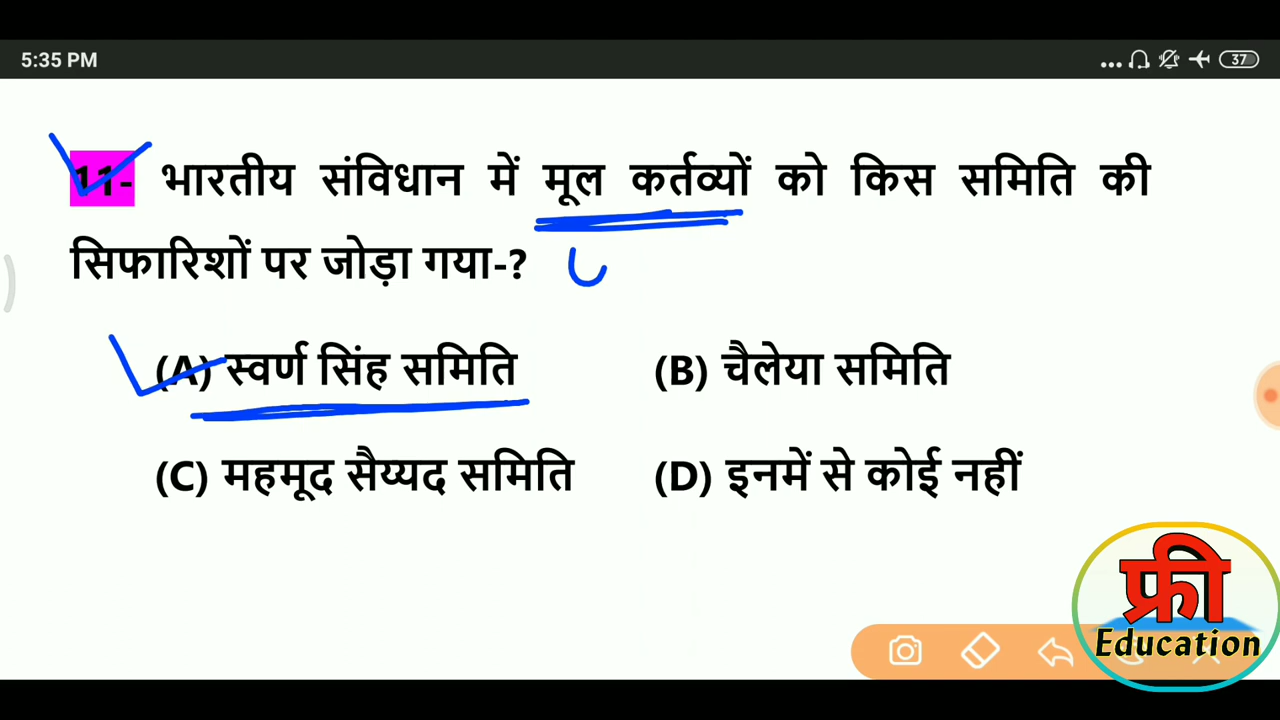 5:35 PM
37
11- भारतीय संविधान में मूल कर्तव्यों को किस समिति की
सिफारिशों पर जोड़ा गया-?
(A) स्वर्ण सिंह समिति (B) चैलेया समिति
(C) महमूद सैय्यद समिति (D) इनमें से कोई नहीं
फ्री
Education